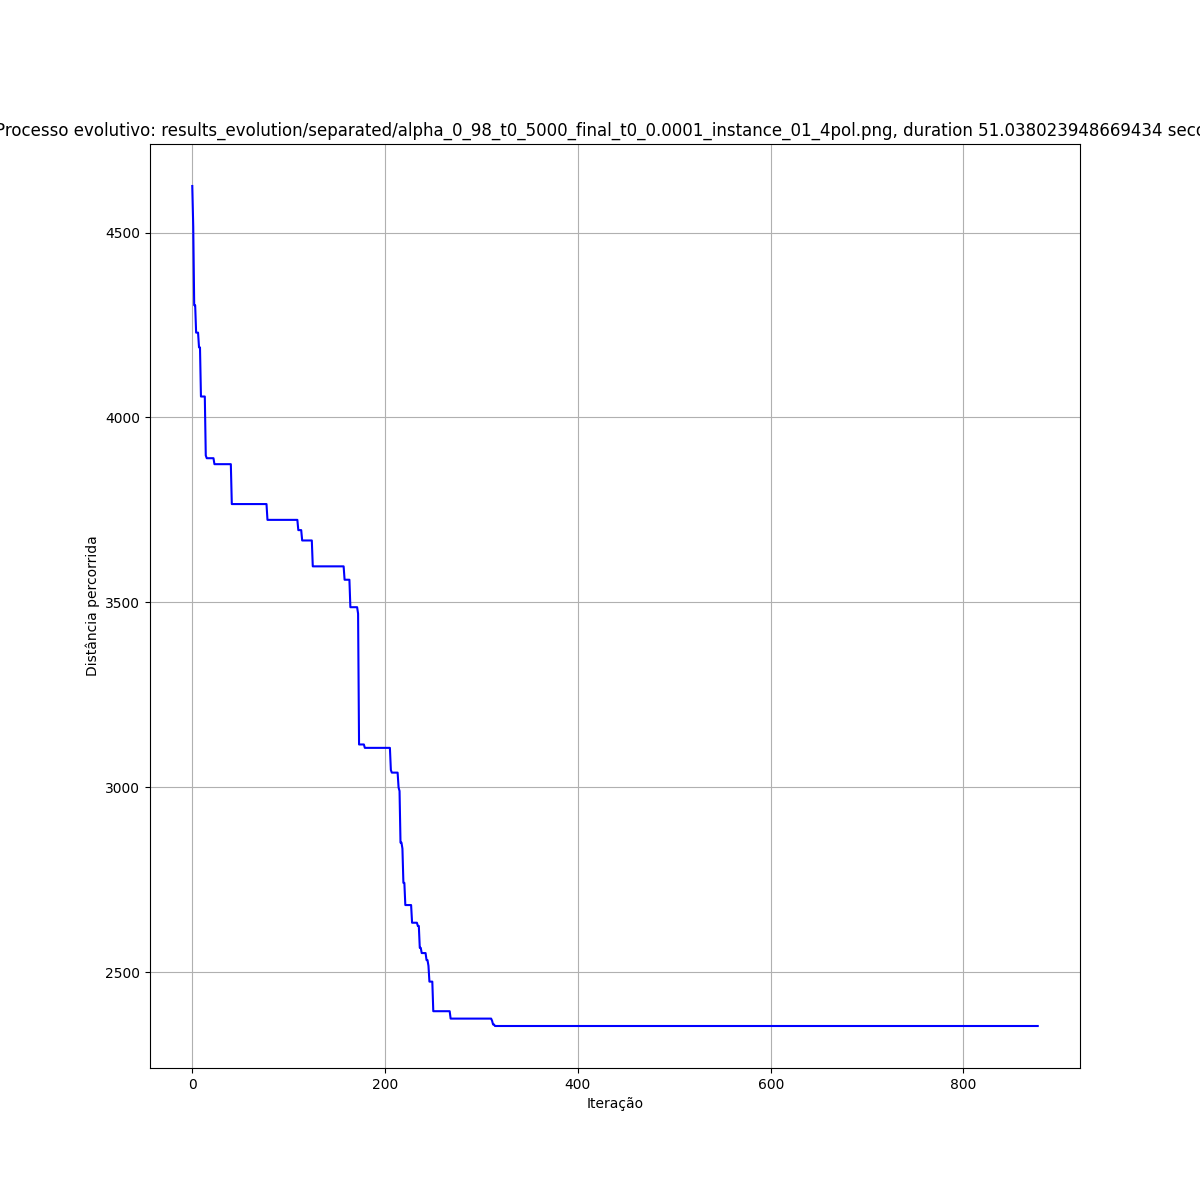 Processo evolutivo: results_evolution/separated/alpha_0_98_t0_5000_final_t0_0.0001_instance_01_4pol.png, duration 51.038023948669434
4500
4000
3500
3000
2500
Distância percorrida
0 200 400 600 800
Iteração